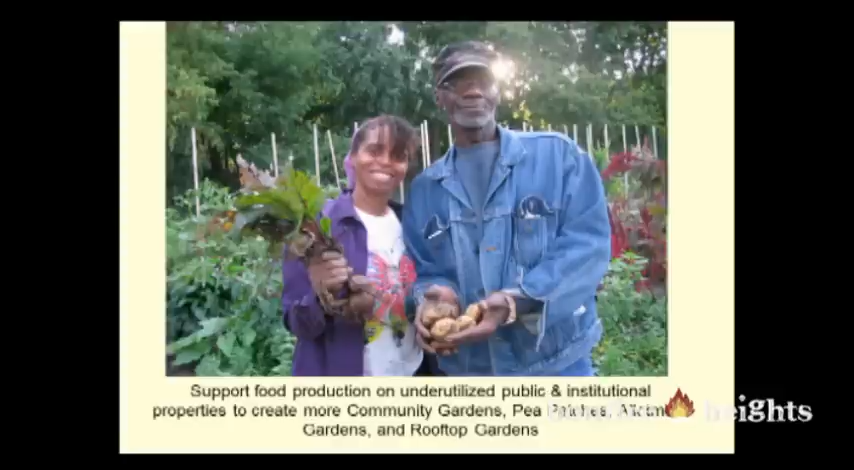 Support food production on underutilized public & institutional
properties to create more Community Gardens, Pea Patches,
Gardens, and Rooftop Gardens
heights